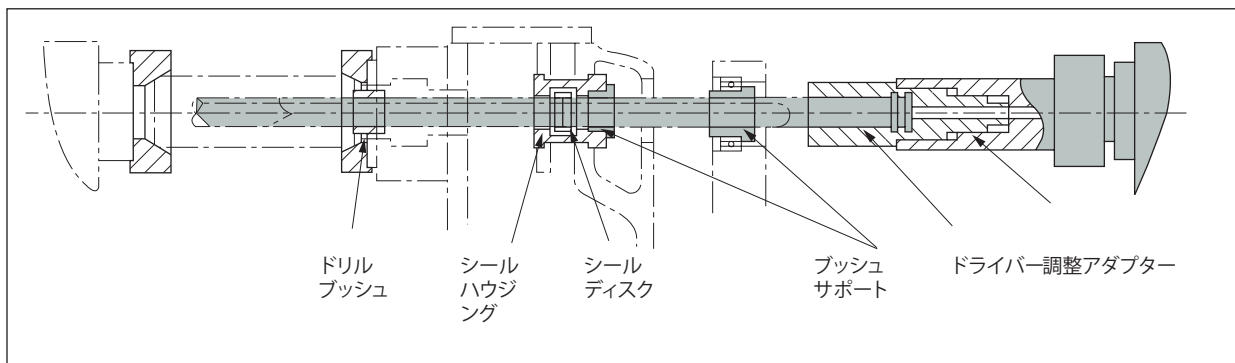 ドリル
ブッシュ
シール
ハウジ
ング
シール
ディスク
ブッシュ
サポート
ドライバー調整アダプター